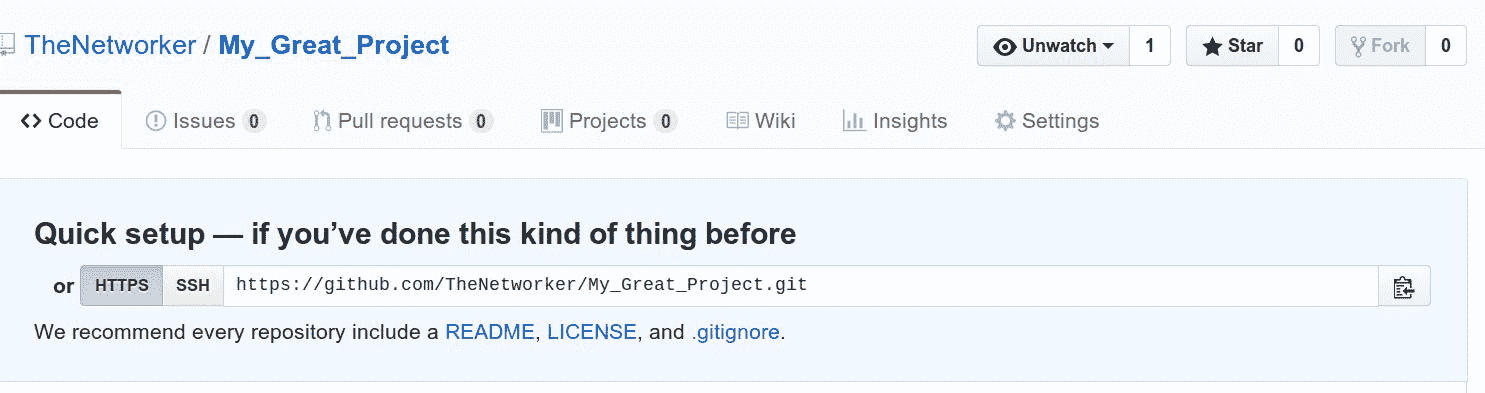 TheNetworker / My_Great_Project
Unwatch 1 Star 0 Fork 0
Code Issues 0 Pull requests 0 Projects 0 Wiki Insights Settings
Quick setup — if you’ve done this kind of thing before
or HTTPS SSH https://github.com/TheNetworker/My_Great_Project.git
We recommend every repository include a README, LICENSE, and .gitignore.